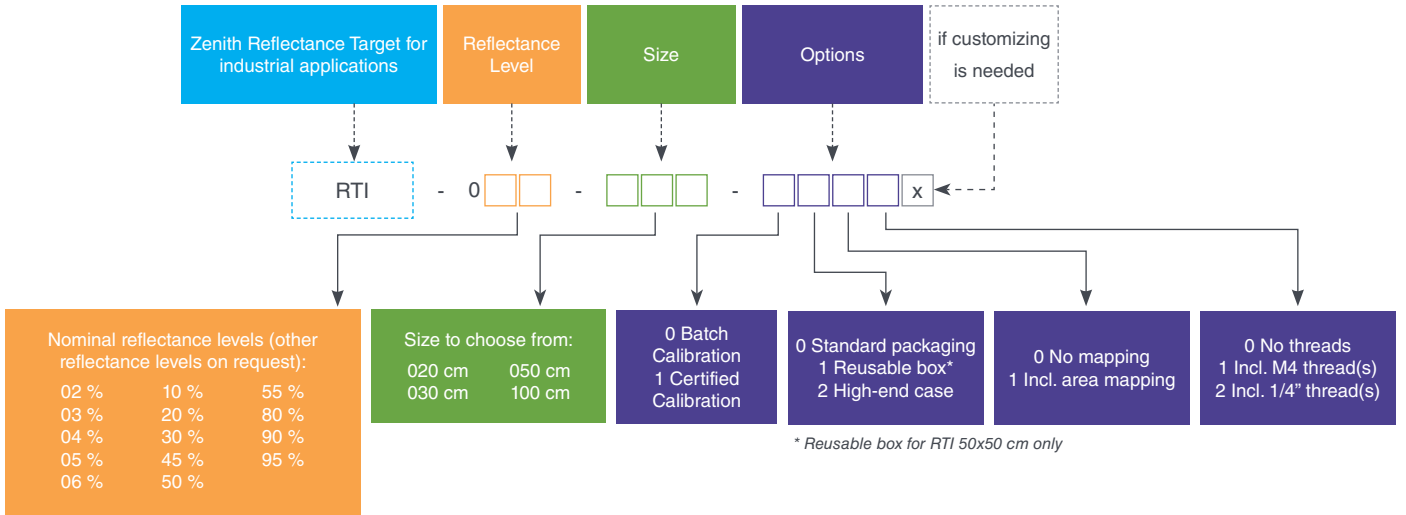 Zenith Reflectance Target for
industrial applications
Reflectance
Level
Size
Options
if customizing
is needed
RTI - 0 - - x
Nominal reflectance levels (other
reflectance levels on request):
02 % 10 % 55 %
03 % 20 % 80 %
04 % 30 % 90 %
05 % 45 % 95 %
06 % 50 %
Size to choose from:
020 cm 050 cm
030 cm 100 cm
0 Batch
Calibration
1 Certified
Calibration
0 Standard packaging
1 Reusable box*
2 High-end case
0 No mapping
1 Incl. area mapping
0 No threads
1 Incl. M4 thread(s)
2 Incl. 1/4” thread(s)
* Reusable box for RTI 50x50 cm only